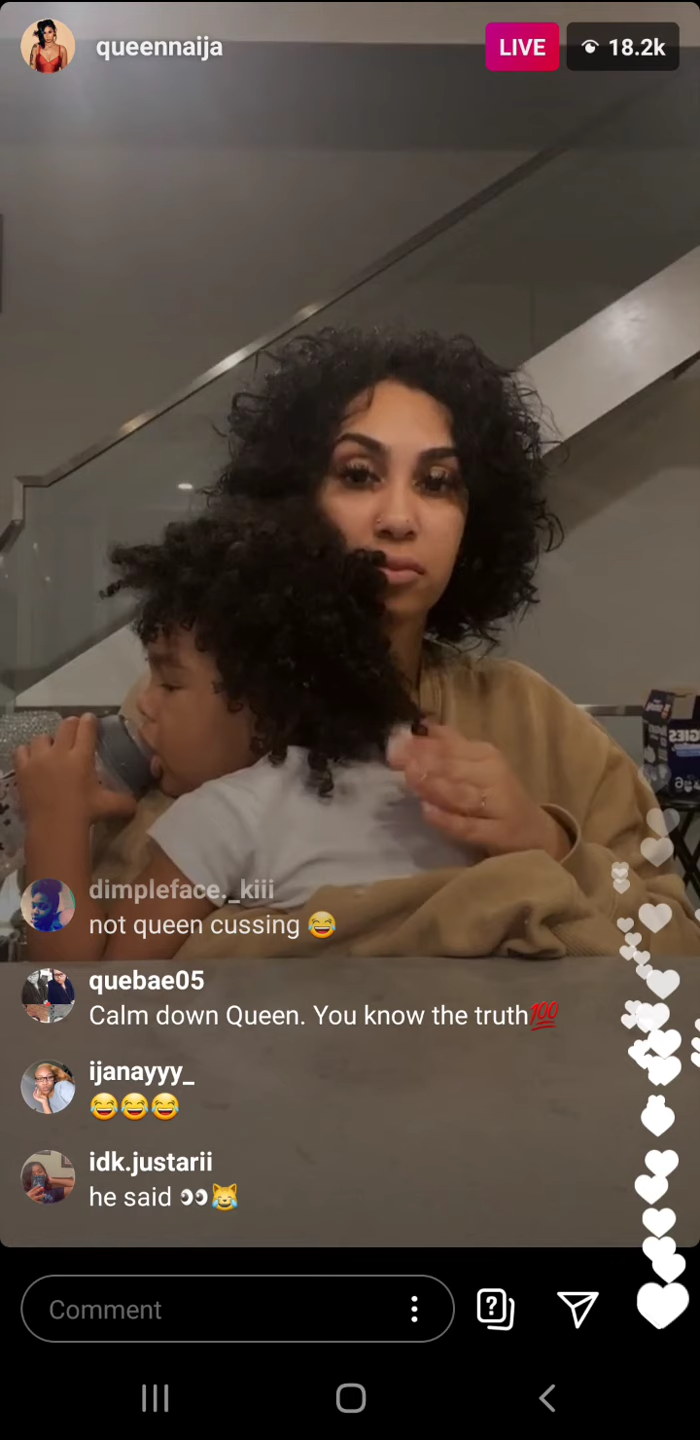 queennaija
LIVE
18.2k
dimpleface._kiii
not queen cussing 😂
quebae05
Calm down Queen. You know the truth💯
ijanayyy_
😂😂😂
idk.justarii
he said 👀😹
Comment